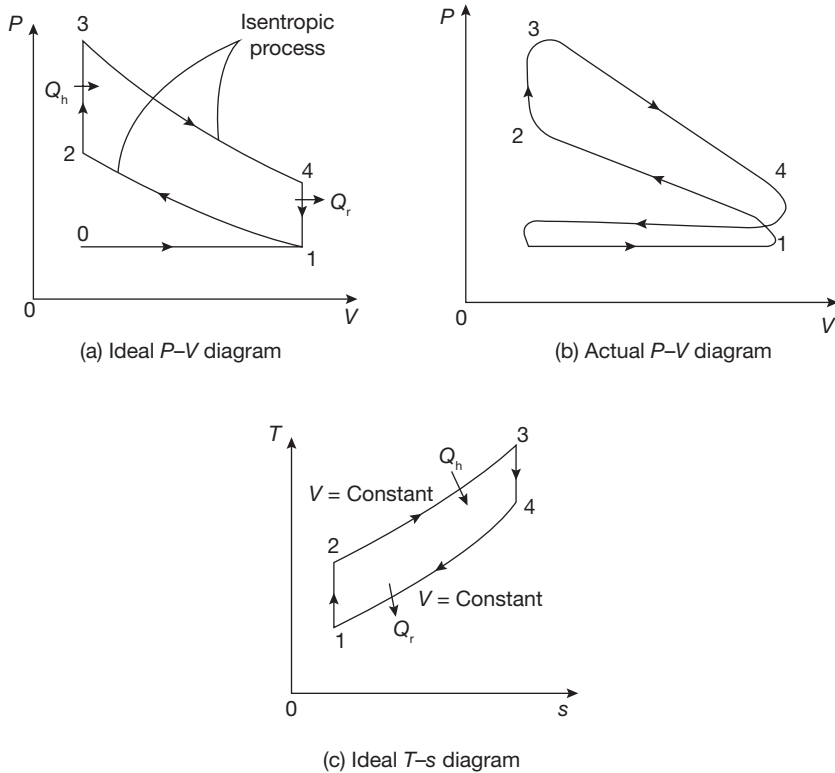 P
3
Isentropic
process
Qh
2
4
Qr
0
1
0
V
(a) Ideal P–V diagram
P
3
2
4
1
0
V
(b) Actual P–V diagram
T
3
Qh
V = Constant
4
2
V = Constant
1
Qr
0
s
(c) Ideal T–s diagram